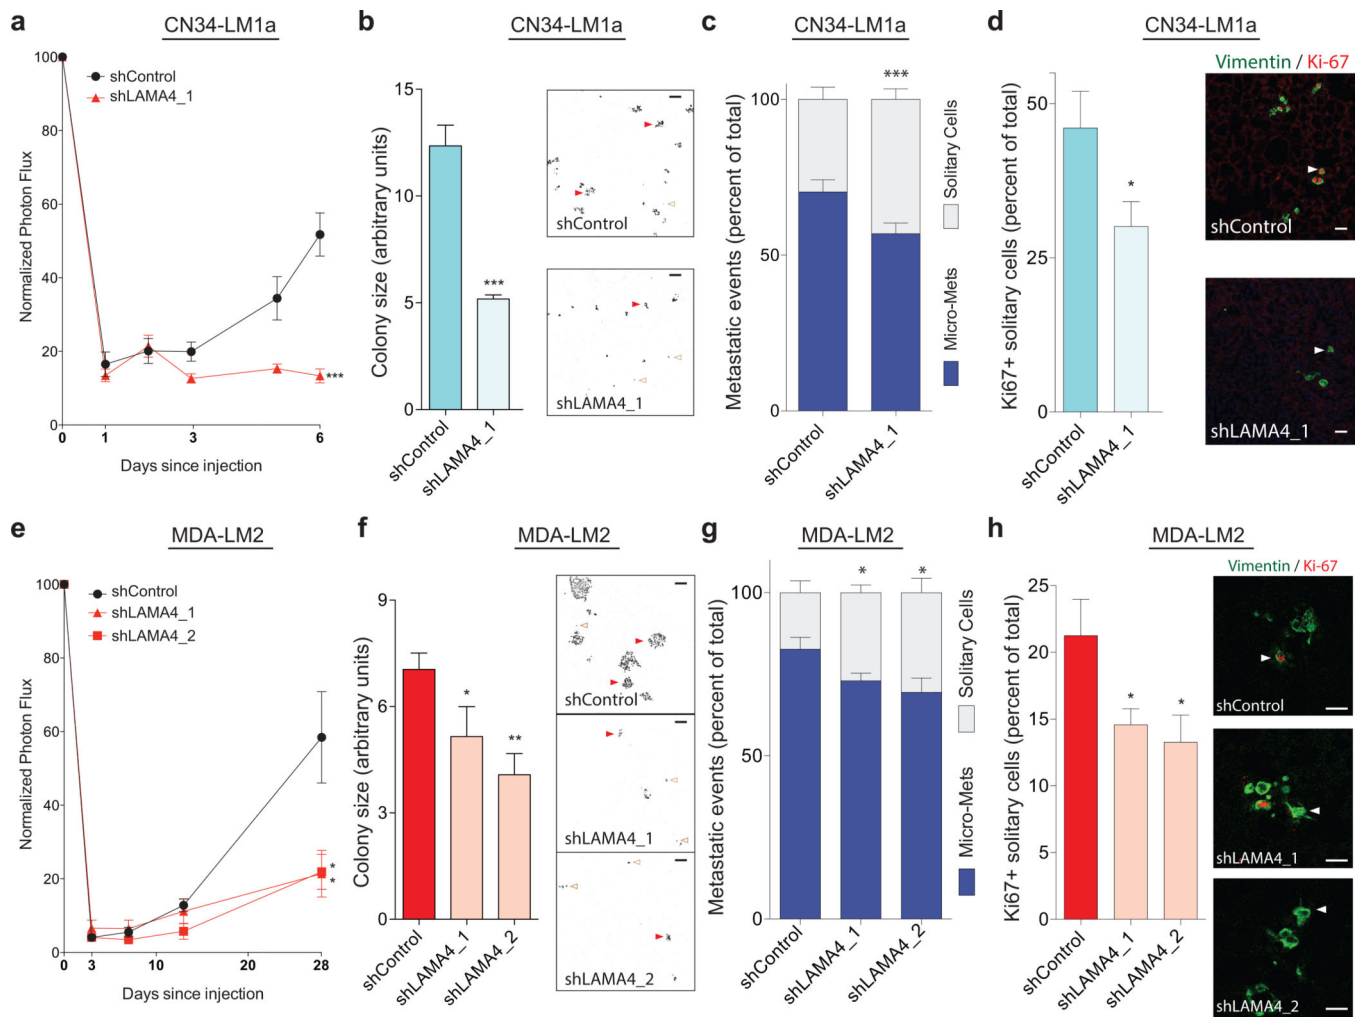 a
CN34-LM1a
Normalized Photon Flux
100
80
60
40
20
0
shControl
shLAMA4_1
***
0
1
3
6
Days since injection
b
CN34-LM1a
Colony size (arbitrary units)
15
10
5
0
***
shControl
shLAMA4_1
shControl
shLAMA4_1
c
CN34-LM1a
Metastatic events (percent of total)
100
50
0
***
shControl
shLAMA4_1
Micro-Mets
Solitary Cells
d
CN34-LM1a
Ki67+ solitary cells (percent of total)
50
30
10
0
*
shControl
shLAMA4_1
Vimentin / Ki-67
shControl
shLAMA4_1
e
MDA-LM2
Normalized Photon Flux
100
80
60
40
20
0
shControl
shLAMA4_1
shLAMA4_2
*
*
0
3
10
20
28
Days since injection
f
MDA-LM2
Colony size (arbitrary units)
9
6
3
0
*
**
shControl
shLAMA4_1
shLAMA4_2
shControl
shLAMA4_1
shLAMA4_2
g
MDA-LM2
Metastatic events (percent of total)
100
50
0
*
*
shControl
shLAMA4_1
shLAMA4_2
Micro-Mets
Solitary Cells
h
MDA-LM2
Ki67+ solitary cells (percent of total)
25
20
15
10
5
0
*
*
shControl
shLAMA4_1
shLAMA4_2
Vimentin / Ki-67
shControl
shLAMA4_1
shLAMA4_2